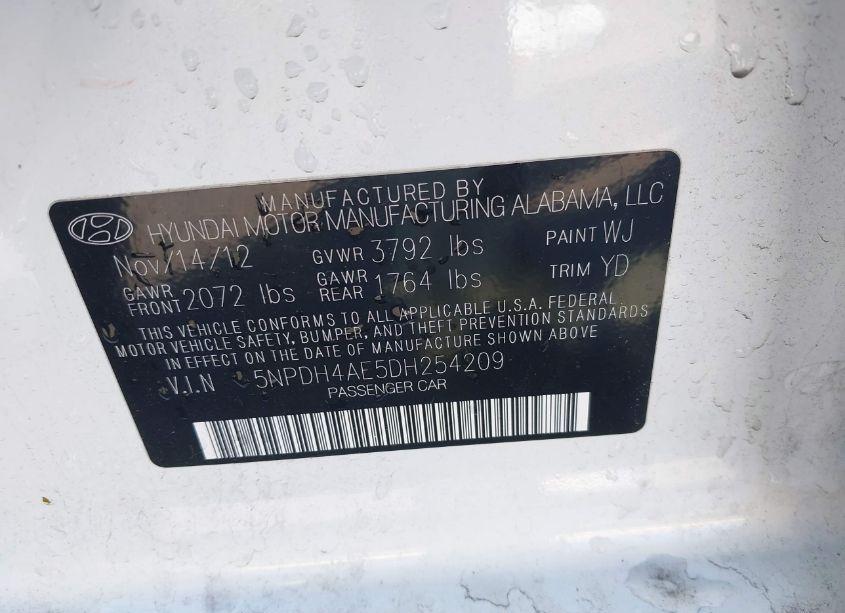 MANUFACTURED BY
HYUNDAI MOTOR MANUFACTURING ALABAMA, LLC
NOV/14/12 GVWR 3792 lbs PAINT WJ
GAWR FRONT 2072 lbs GAWR REAR 1764 lbs TRIM YD
THIS VEHICLE CONFORMS TO ALL APPLICABLE U.S.A. FEDERAL
MOTOR VEHICLE SAFETY, BUMPER, AND THEFT PREVENTION STANDARDS
IN EFFECT ON THE DATE OF MANUFACTURE SHOWN ABOVE
V.I.N 5NPDH4AE5DH254209
PASSENGER CAR